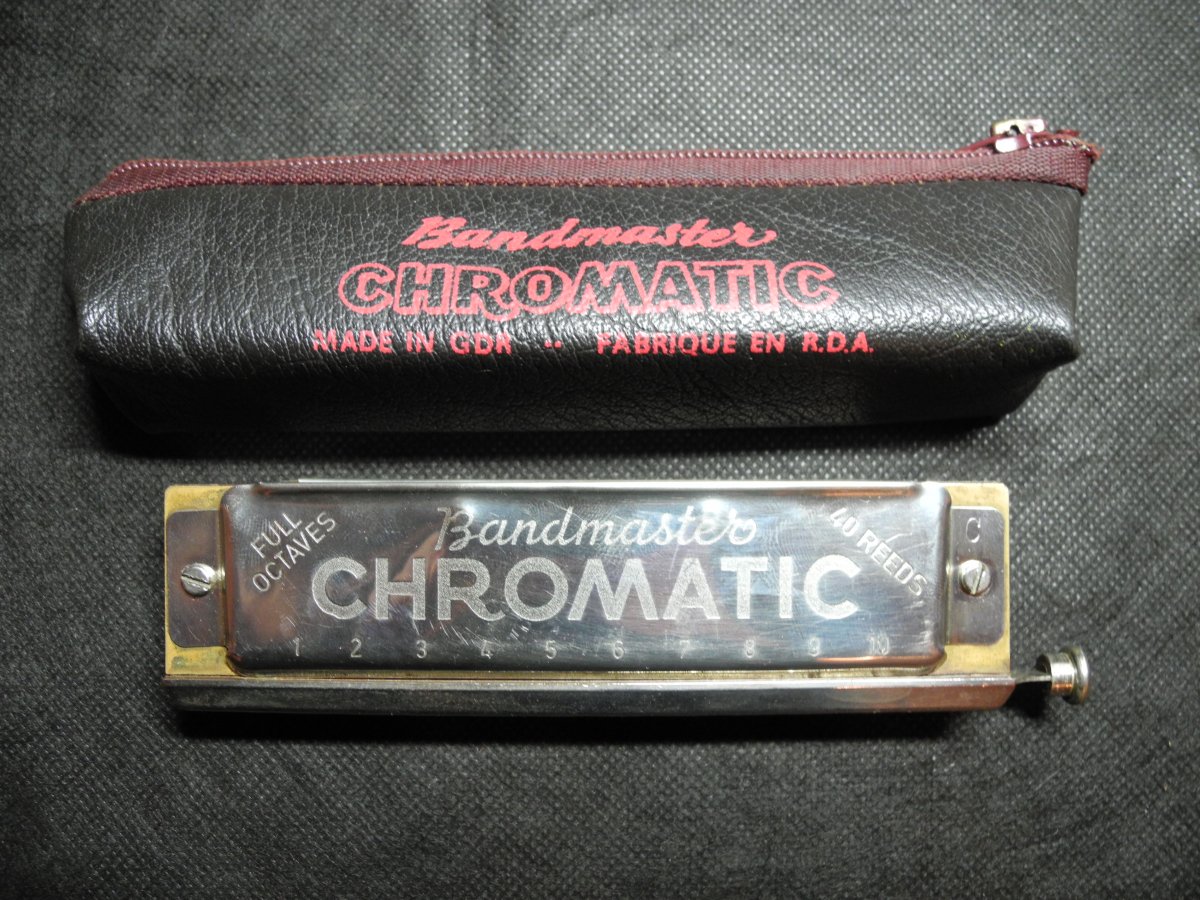 Bandmaster
CHROMATIC
MADE IN GDR -- FABRIQUE EN R.D.A.
FULL
OCTAVES
Bandmaster
40 REEDS
C
CHROMATIC
1 2 3 4 5 6 7 8 9 10